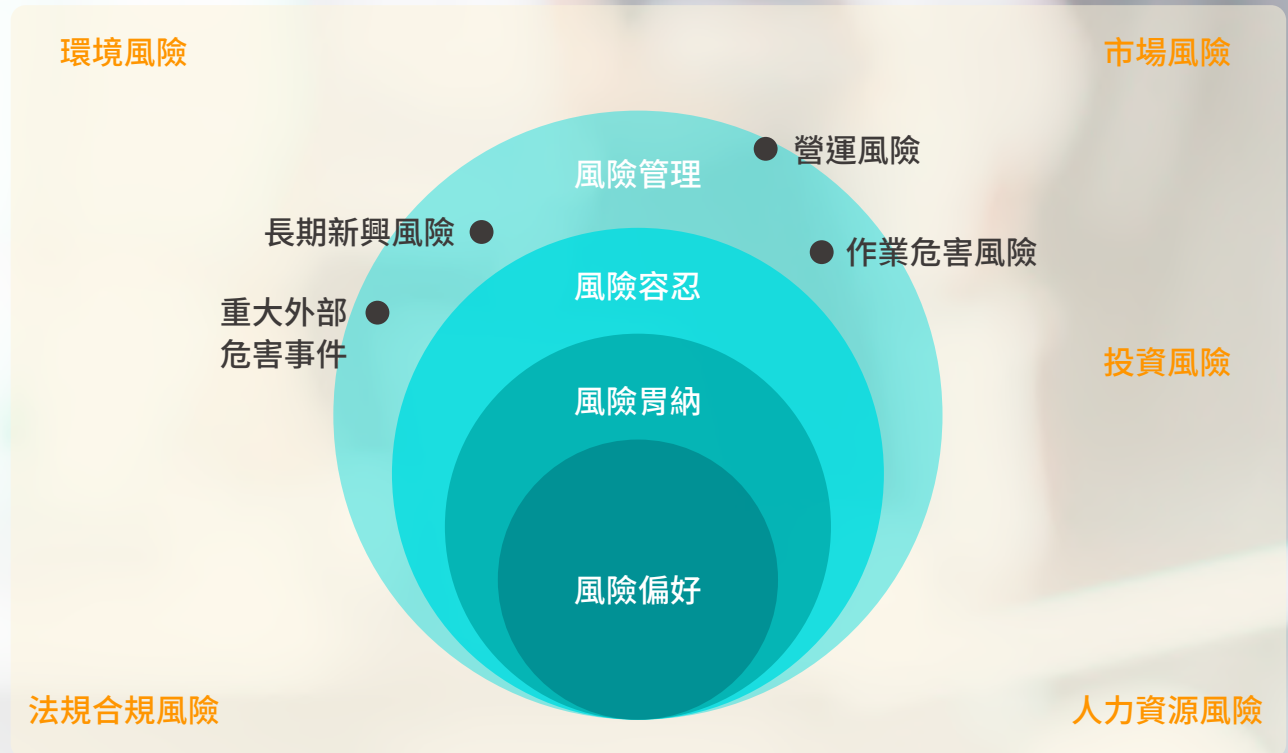 環境風險
市場風險
營運風險
風險管理
長期新興風險
作業危害風險
風險容忍
重大外部
危害事件
投資風險
風險胃納
風險偏好
法規合規風險
人力資源風險